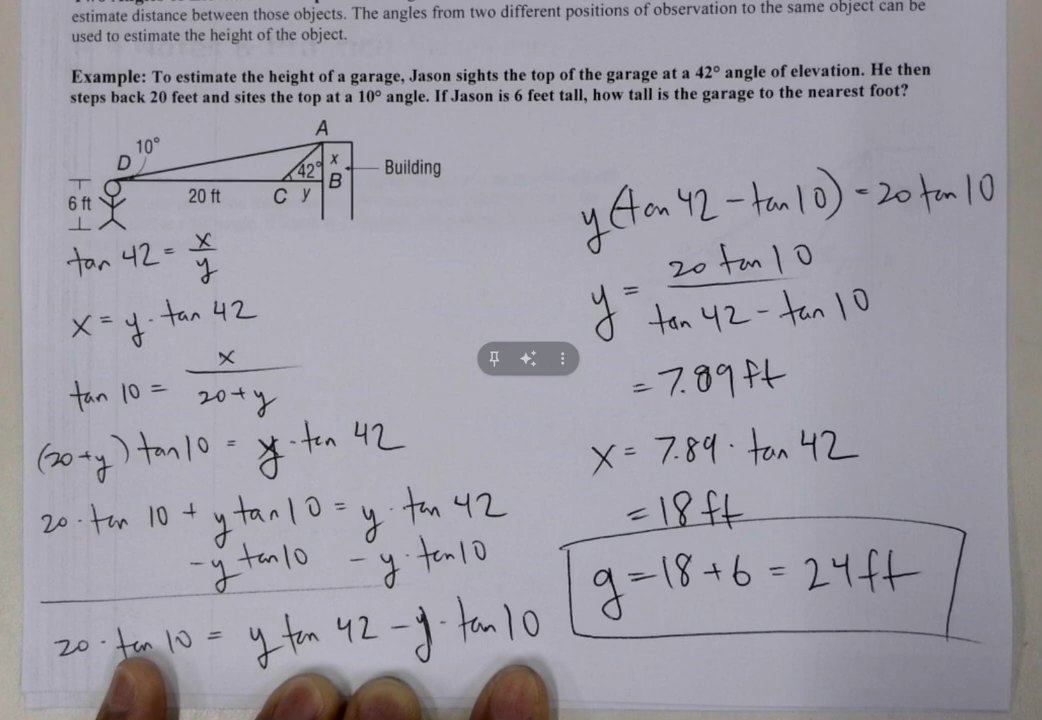 estimate distance between those objects. The angles from two different positions of observation to the same object can be
used to estimate the height of the object.
Example: To estimate the height of a garage, Jason sights the top of the garage at a 42° angle of elevation. He then
steps back 20 feet and sites the top at a 10° angle. If Jason is 6 feet tall, how tall is the garage to the nearest foot?
A
10°
D
42°
x
Building
B
6 ft
20 ft
C
y
tan 42 = x/y
x = y · tan 42
tan 10 = x/(20+y)
(20+y) tan 10 = y · tan 42
20 · tan 10 + y tan 10 = y · tan 42
-y tan 10 - y · tan 10
20 · tan 10 = y tan 42 - y · tan 10
y (tan 42 - tan 10) = 20 tan 10
y = 20 tan 10/(tan 42 - tan 10)
= 7.89 ft
x = 7.89 · tan 42
= 18 ft
g = 18 + 6 = 24 ft